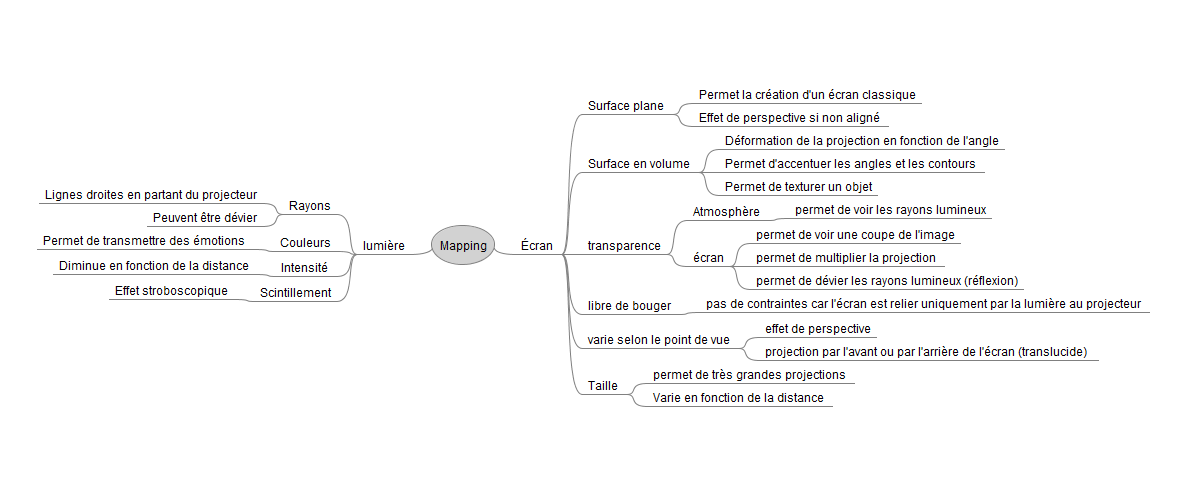 Mapping
lumière
Rayons
Lignes droites en partant du projecteur
Peuvent être dévier
Couleurs
Permet de transmettre des émotions
Intensité
Diminue en fonction de la distance
Scintillement
Effet stroboscopique
Écran
Surface plane
Permet la création d'un écran classique
Effet de perspective si non aligné
Surface en volume
Déformation de la projection en fonction de l'angle
Permet d'accentuer les angles et les contours
Permet de texturer un objet
transparence
Atmosphère
permet de voir les rayons lumineux
écran
permet de voir une coupe de l'image
permet de multiplier la projection
permet de dévier les rayons lumineux (réflexion)
libre de bouger
pas de contraintes car l'écran est relier uniquement par la lumière au projecteur
varie selon le point de vue
effet de perspective
projection par l'avant ou par l'arrière de l'écran (translucide)
Taille
permet de très grandes projections
Varie en fonction de la distance